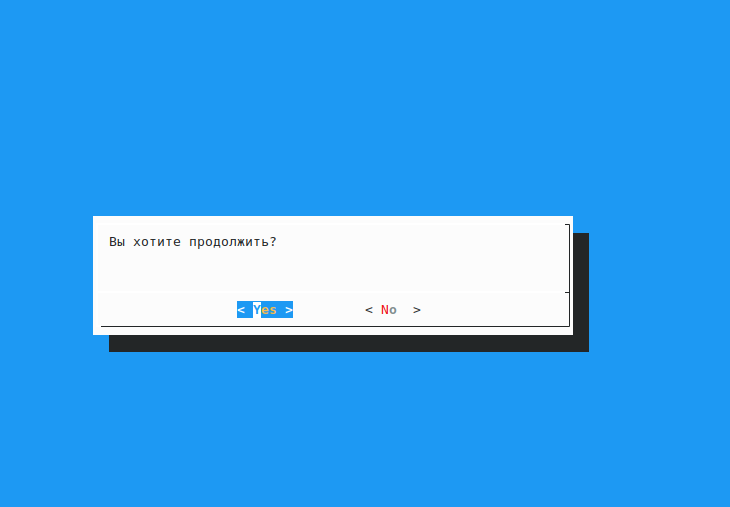 Вы хотите продолжить?
< Yes > < No >